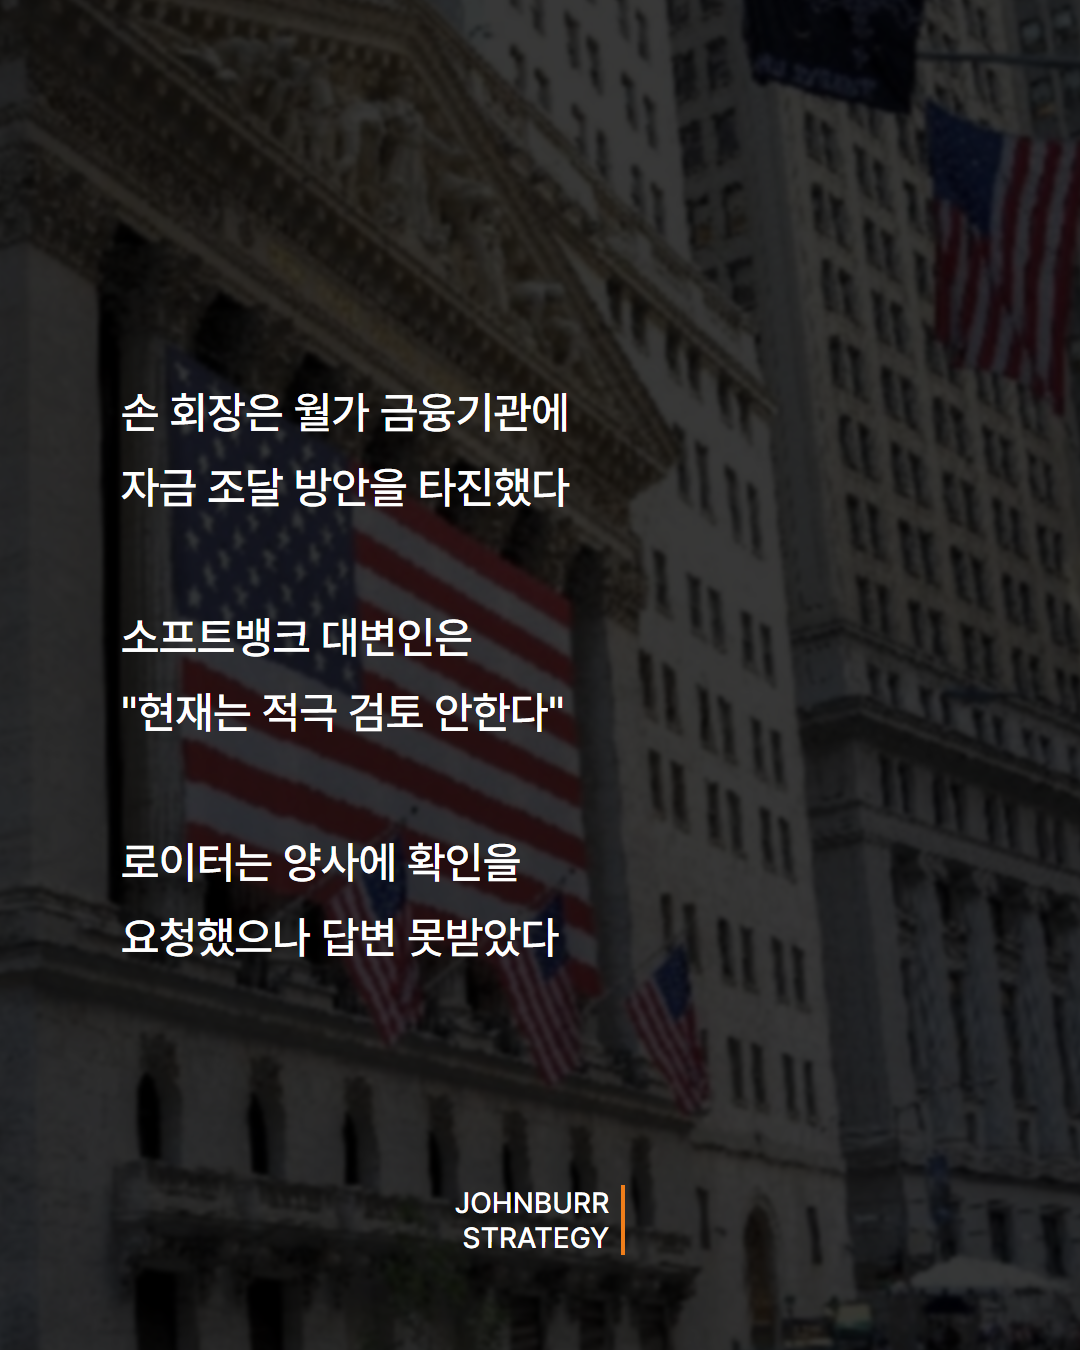 손 회장은 월가 금융기관에
자금 조달 방안을 타진했다
소프트뱅크 대변인은
"현재는 적극 검토 안한다"
로이터는 양사에 확인을
요청했으나 답변 못받았다
JOHNBURR
STRATEGY